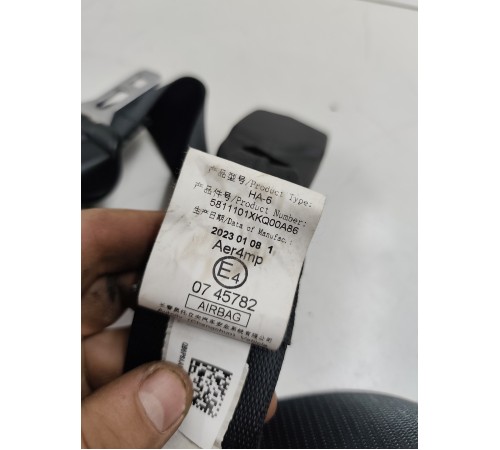 产品型号/Product Type:
HA-6
产品件号/Product Number:
5811101XKQ00A86
生产日期/Data of Manufac.:
2023 01 08 1
Aer4mp
E4
07 45782
AIRBAG